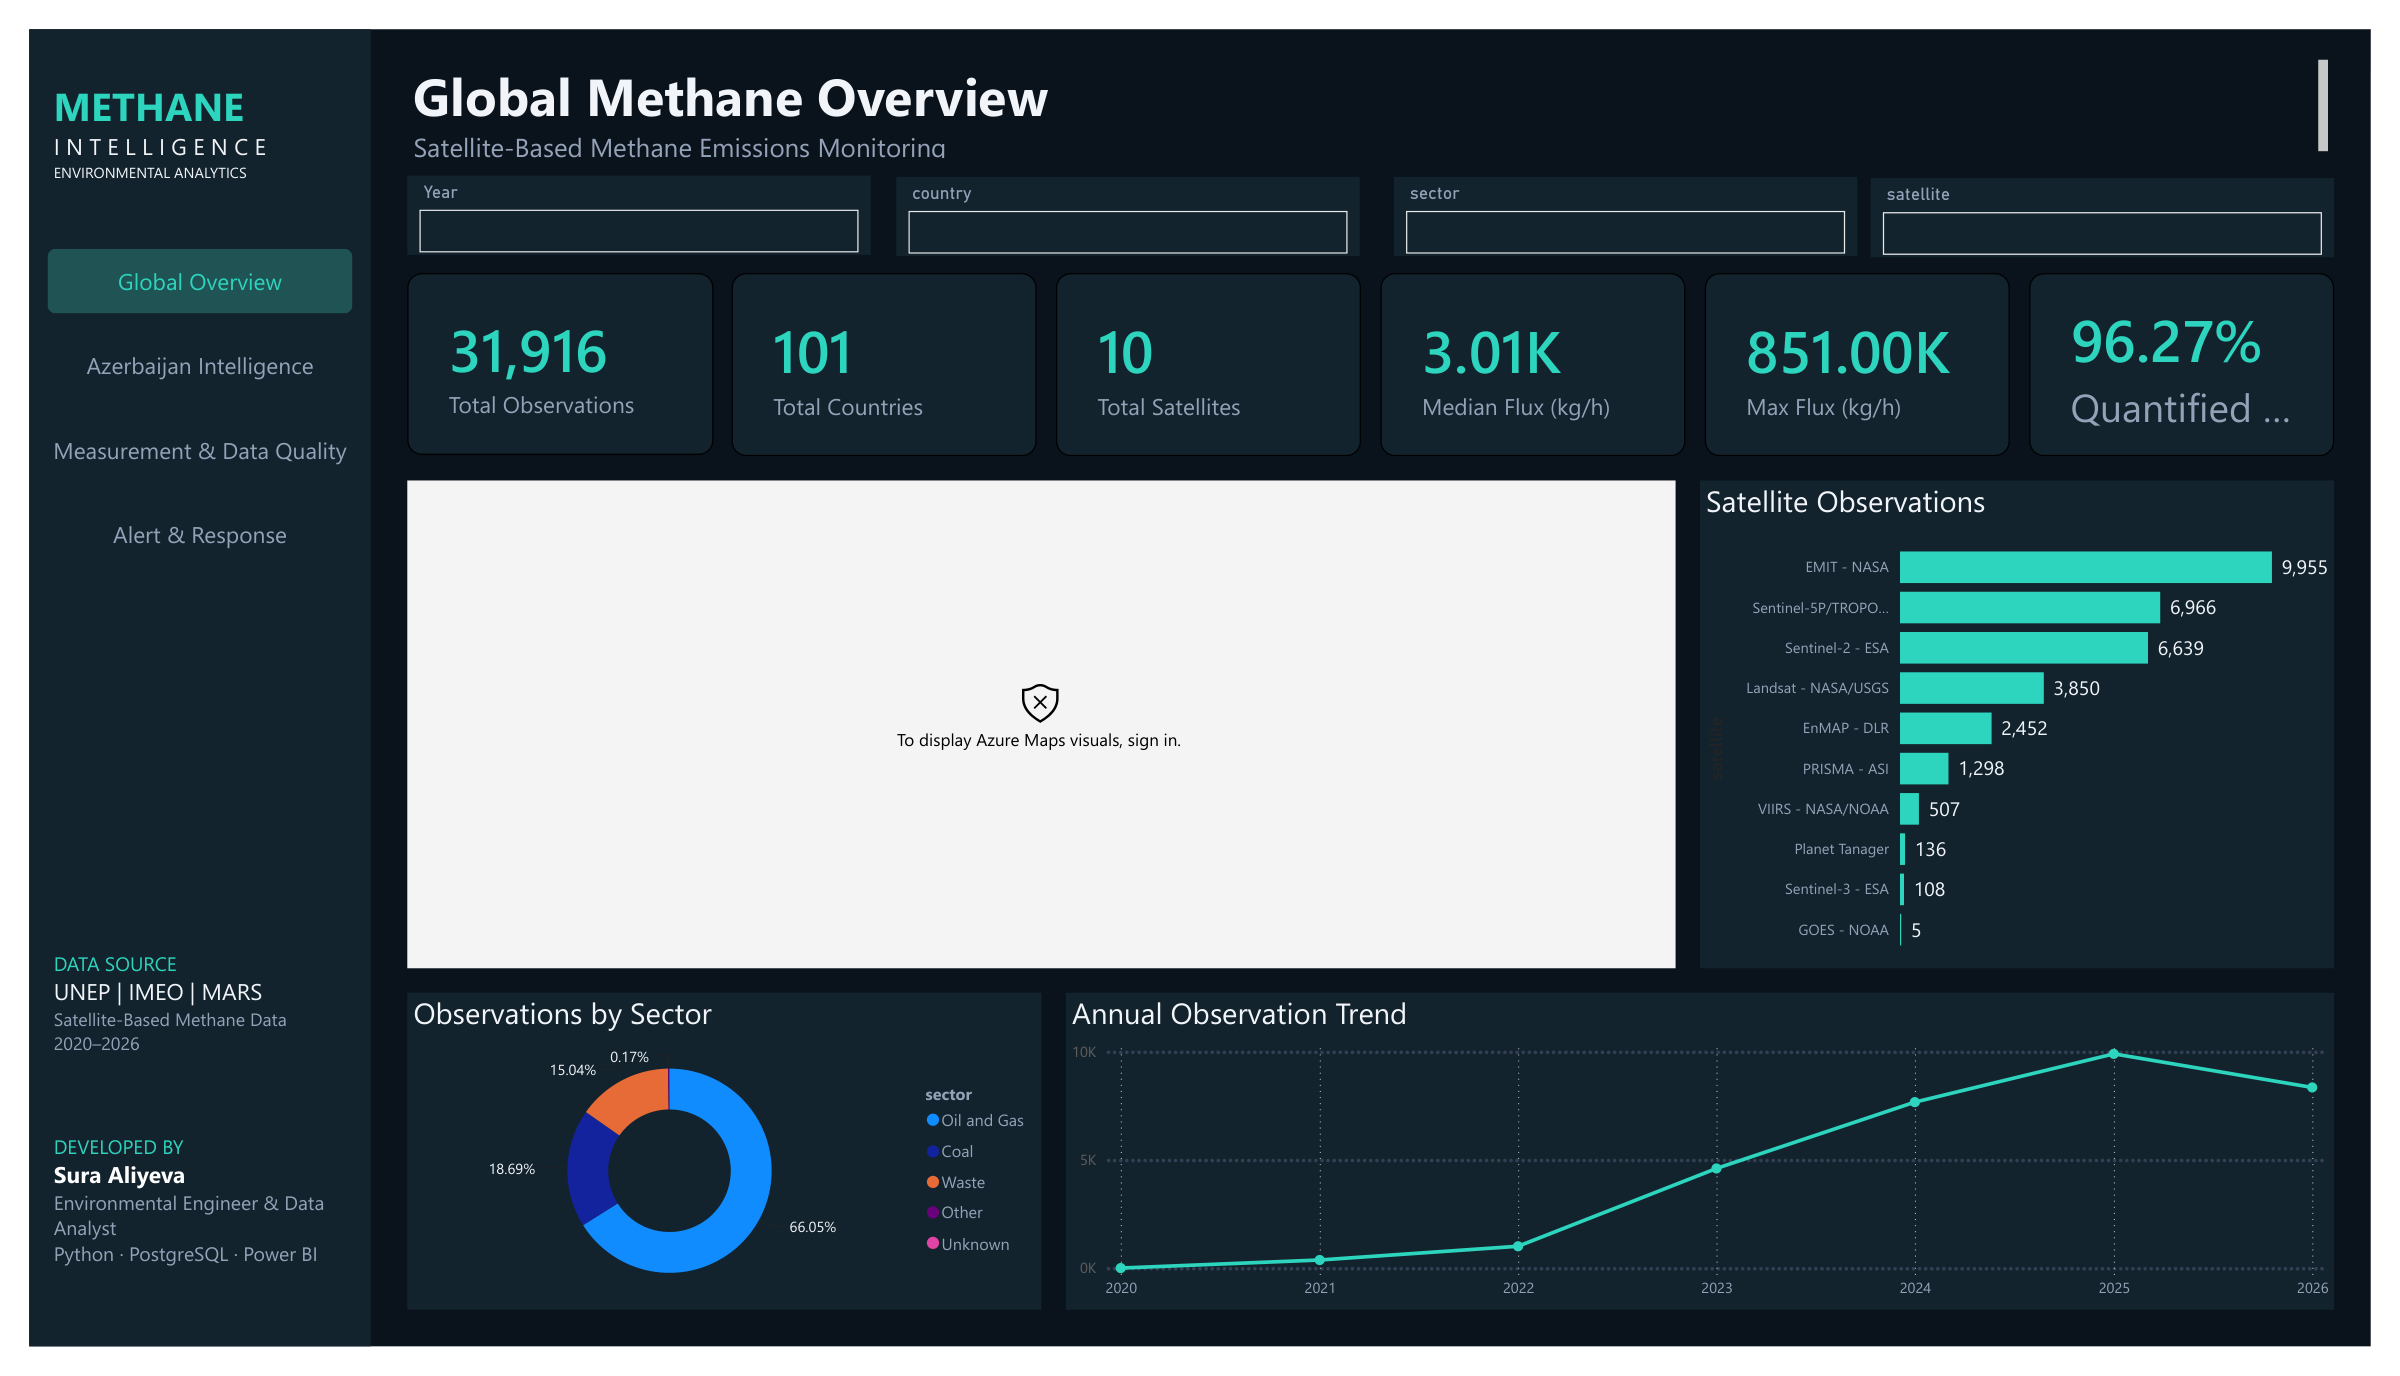 METHANE
INTELLIGENCE
ENVIRONMENTAL ANALYTICS
Global Overview
Azerbaijan Intelligence
Measurement & Data Quality
Alert & Response
DATA SOURCE
UNEP | IMEO | MARS
Satellite-Based Methane Data
2020–2026
DEVELOPED BY
Sura Aliyeva
Environmental Engineer & Data
Analyst
Python · PostgreSQL · Power BI
Global Methane Overview
Satellite-Based Methane Emissions Monitoring
Year
country
sector
satellite
31,916
Total Observations
101
Total Countries
10
Total Satellites
3.01K
Median Flux (kg/h)
851.00K
Max Flux (kg/h)
96.27%
Quantified ...
To display Azure Maps visuals, sign in.
Satellite Observations
satellite
EMIT - NASA 9,955
Sentinel-5P/TROPO... 6,966
Sentinel-2 - ESA 6,639
Landsat - NASA/USGS 3,850
EnMAP - DLR 2,452
PRISMA - ASI 1,298
VIIRS - NASA/NOAA 507
Planet Tanager 136
Sentinel-3 - ESA 108
GOES - NOAA 5
Observations by Sector
0.17%
15.04%
18.69%
66.05%
sector
Oil and Gas
Coal
Waste
Other
Unknown
Annual Observation Trend
10K
5K
0K
2020 2021 2022 2023 2024 2025 2026